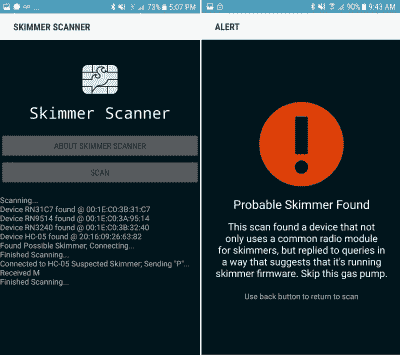 73% 5:07 PM
SKIMMER SCANNER
Skimmer Scanner
ABOUT SKIMMER SCANNER
SCAN
Scanning...
Device RN31C7 found @ 00:1E:C0:3B:31:C7
Device RN9514 found @ 00:1E:C0:3A:95:14
Device RN3240 found @ 00:1E:C0:3B:32:40
Device HC-05 found @ 20:16:09:26:63:82
Found Possible Skimmer, Connecting...
Finished Scanning...
Connected to HC-05 Suspected Skimmer; Sending "P"...
Received M
Finished Scanning...
90% 9:43 AM
ALERT
Probable Skimmer Found
This scan found a device that not
only uses a common radio module
for skimmers, but replied to queries in
a way that suggests that it's running
skimmer firmware. Skip this gas pump.
Use back button to return to scan